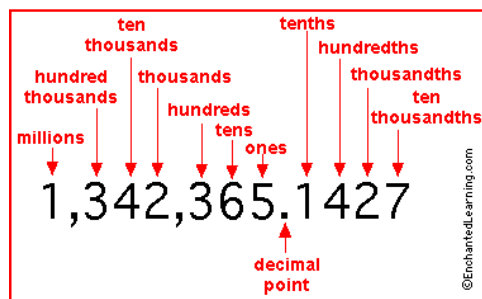 ten
thousands
tenths
hundredths
hundred
thousands
thousands
thousandths
hundreds
ten
thousandths
tens
millions
ones
1,342,365.1427
decimal
point
©EnchantedLearning.com